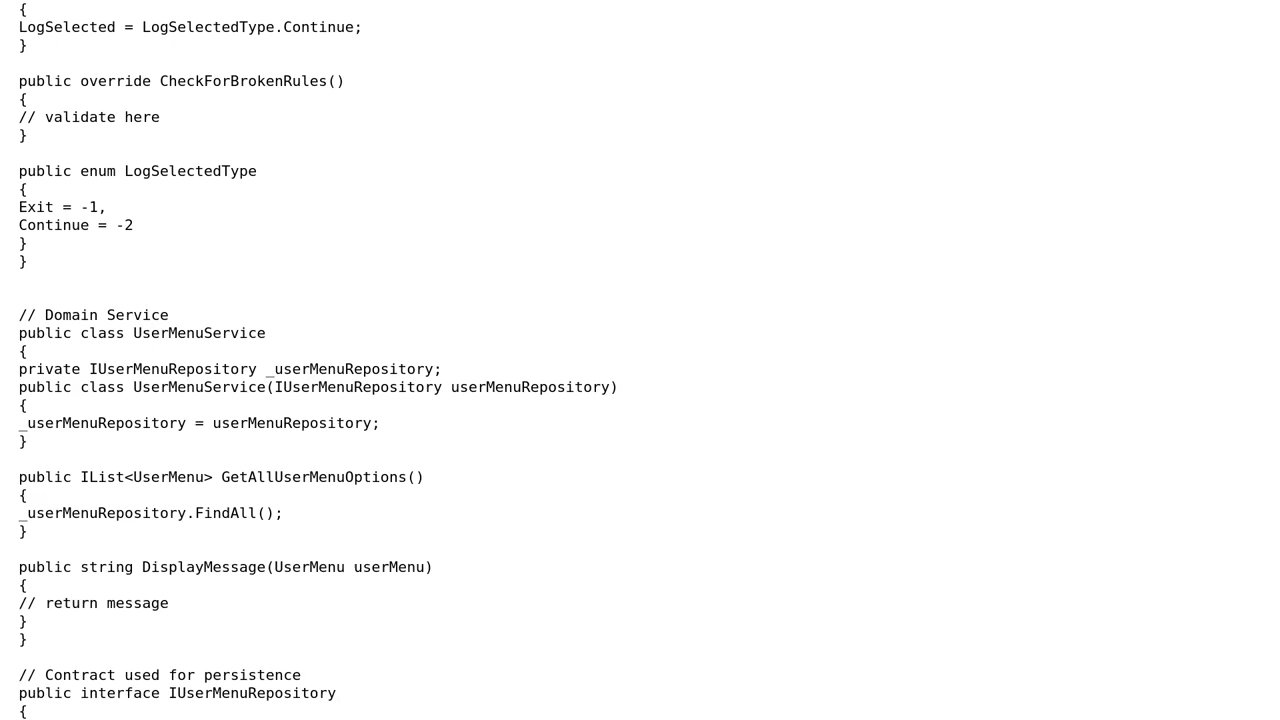 {
LogSelected = LogSelectedType.Continue;
}
public override CheckForBrokenRules()
{
// validate here
}
public enum LogSelectedType
{
Exit = -1,
Continue = -2
}
}
// Domain Service
public class UserMenuService
{
private IUserMenuRepository _userMenuRepository;
public class UserMenuService(IUserMenuRepository userMenuRepository)
{
_userMenuRepository = userMenuRepository;
}
public IList<UserMenu> GetAllUserMenuOptions()
{
_userMenuRepository.FindAll();
}
public string DisplayMessage(UserMenu userMenu)
{
// return message
}
}
// Contract used for persistence
public interface IUserMenuRepository
{